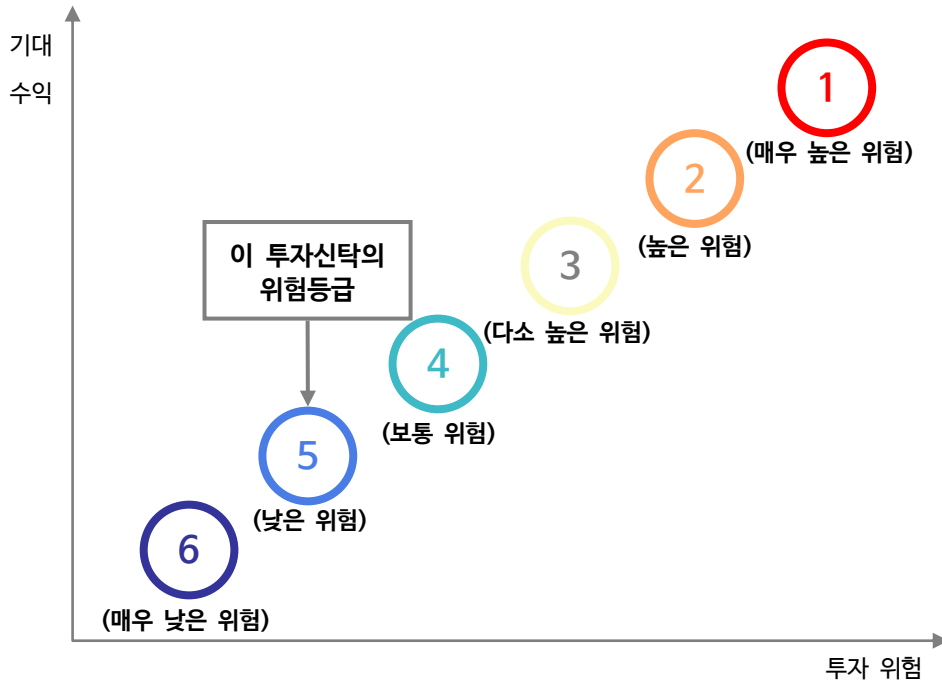 기대
수익
1
(매우 높은 위험)
2
(높은 위험)
이 투자신탁의
위험등급
3
(다소 높은 위험)
4
(보통 위험)
5
(낮은 위험)
6
(매우 낮은 위험)
투자 위험